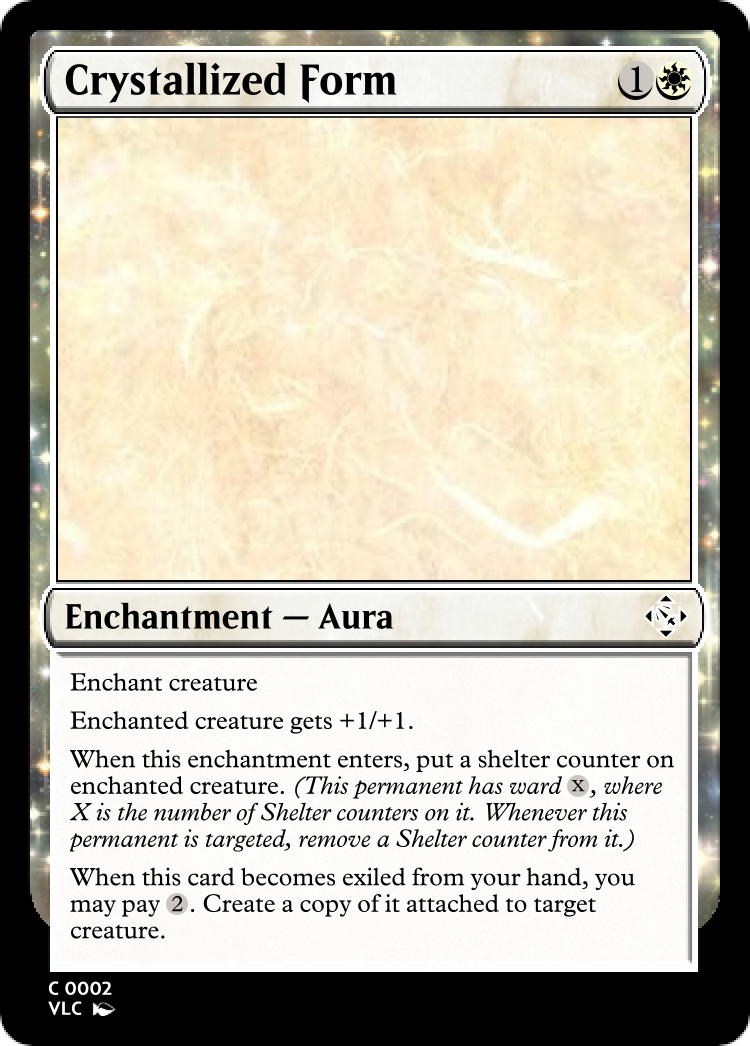 Crystallized Form 1
Enchantment — Aura
Enchant creature
Enchanted creature gets +1/+1.
When this enchantment enters, put a shelter counter on
enchanted creature. (This permanent has ward X, where
X is the number of Shelter counters on it. Whenever this
permanent is targeted, remove a Shelter counter from it.)
When this card becomes exiled from your hand, you
may pay 2. Create a copy of it attached to target
creature.
C 0002
VLC